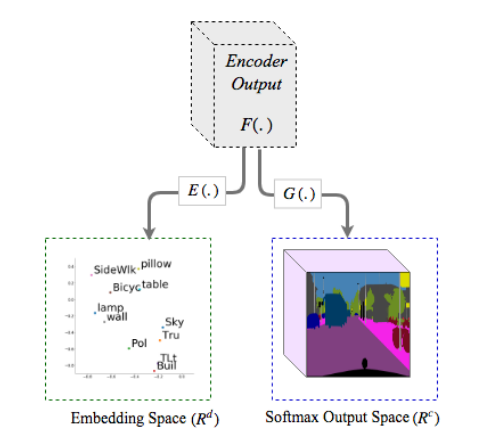 Encoder
Output
F(.)
E(.)
G(.)
SideWlk
pillow
Bicyc
table
lamp
wall
Sky
Tru
Pol
TLt
Buil
Embedding Space (R^d)
Softmax Output Space (R^c)